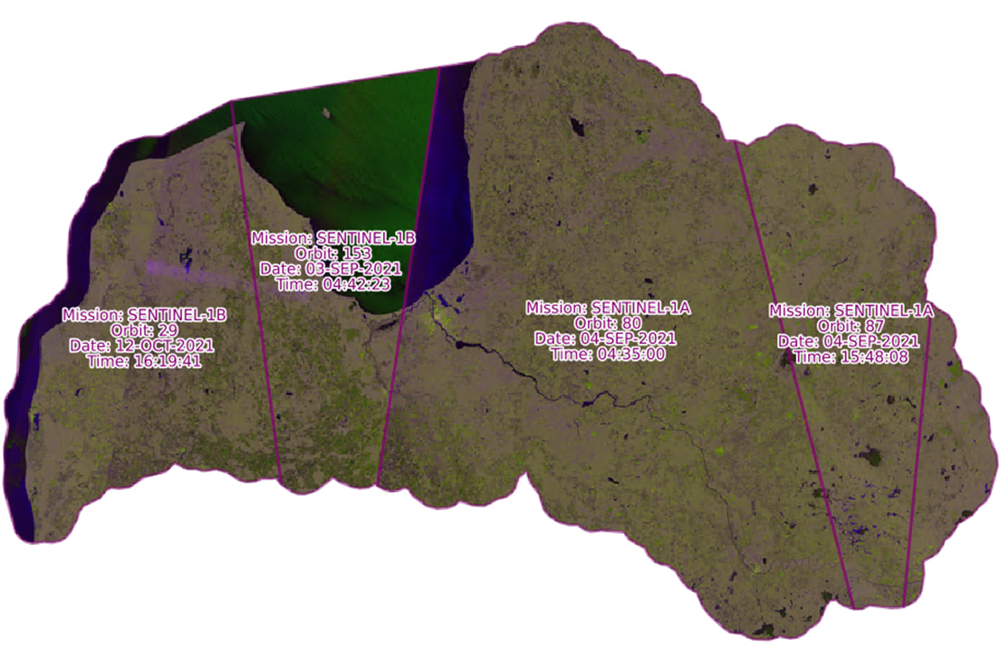 Mission: SENTINEL-1B
Orbit: 153
Date: 03-SEP-2021
Time: 04:42:23
Mission: SENTINEL-1B
Orbit: 29
Date: 12-OCT-2021
Time: 16:19:41
Mission: SENTINEL-1A
Orbit: 80
Date: 04-SEP-2021
Time: 04:35:00
Mission: SENTINEL-1A
Orbit: 87
Date: 04-SEP-2021
Time: 15:48:08